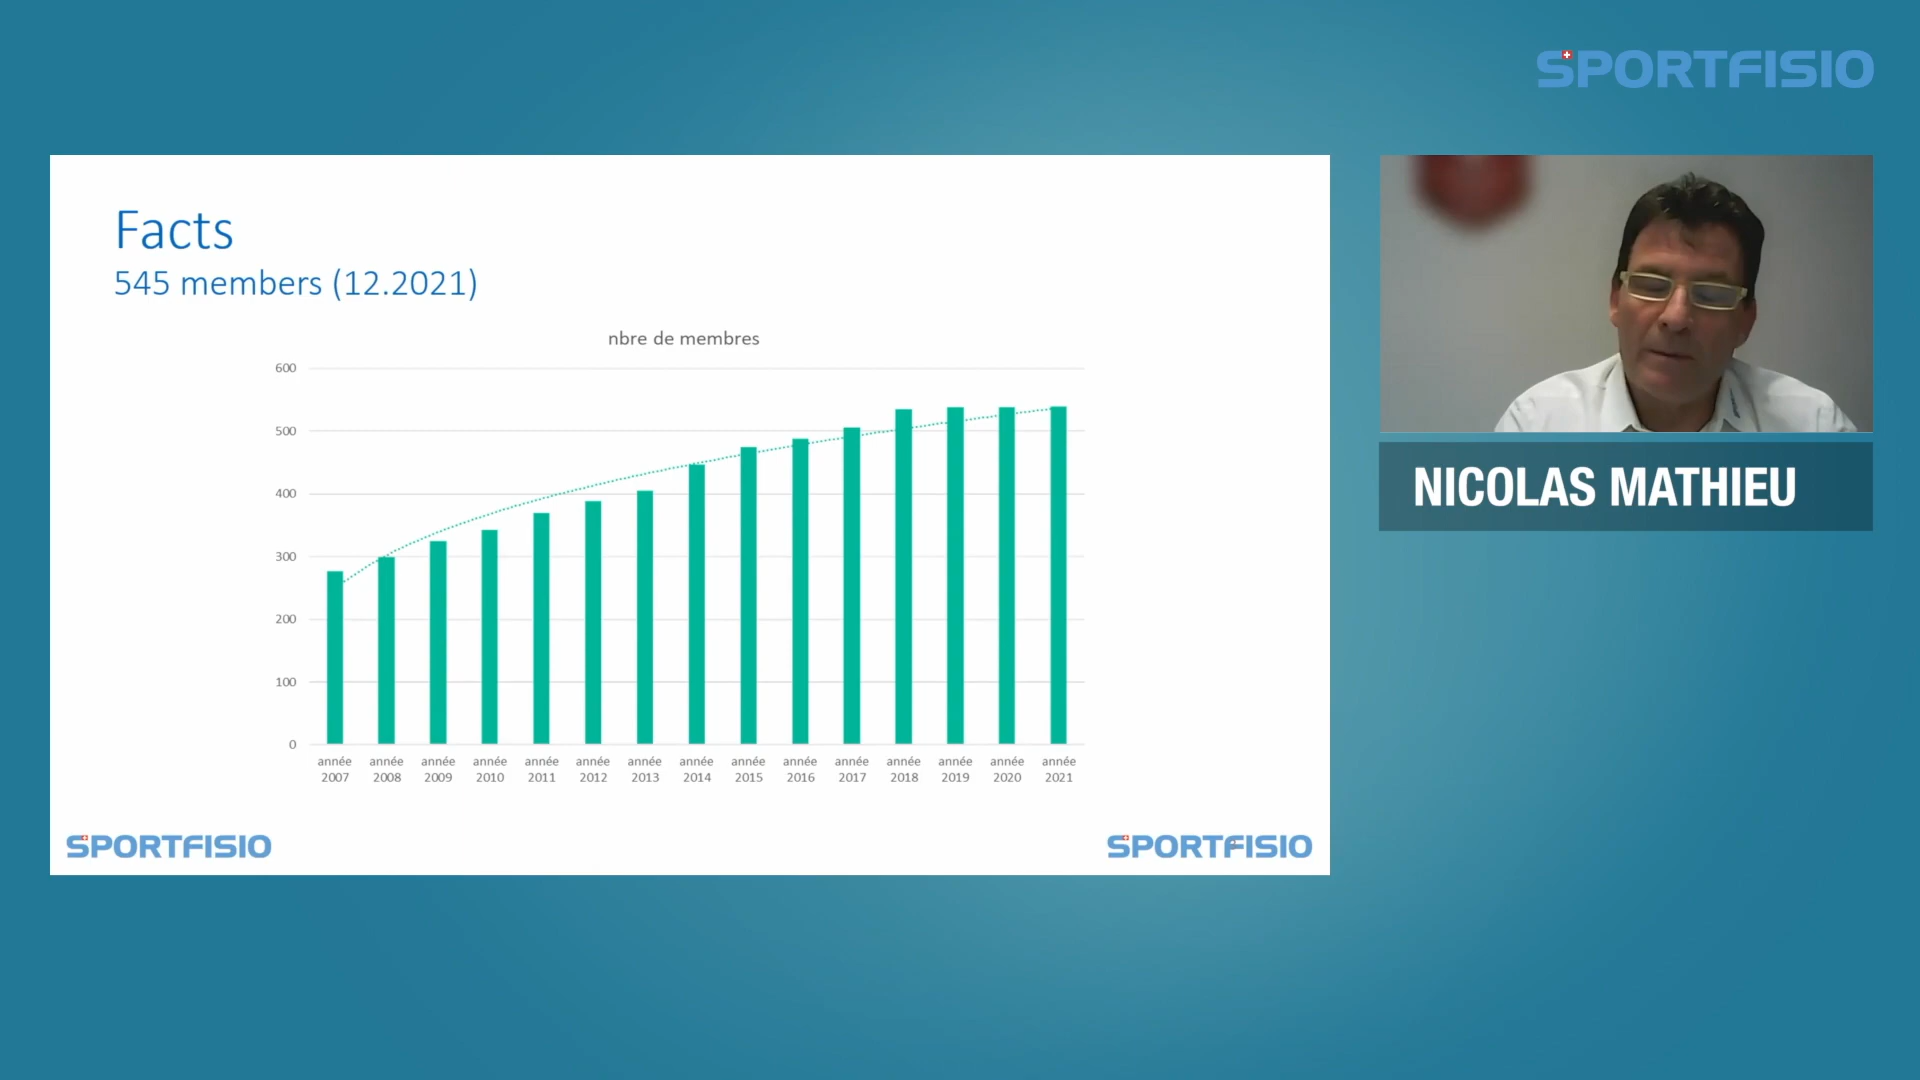 SPORTFISIO
Facts
545 members (12.2021)
nbre de membres
600
500
400
300
200
100
0
année 2007
année 2008
année 2009
année 2010
année 2011
année 2012
année 2013
année 2014
année 2015
année 2016
année 2017
année 2018
année 2019
année 2020
année 2021
SPORTFISIO
SPORTFISIO
NICOLAS MATHIEU